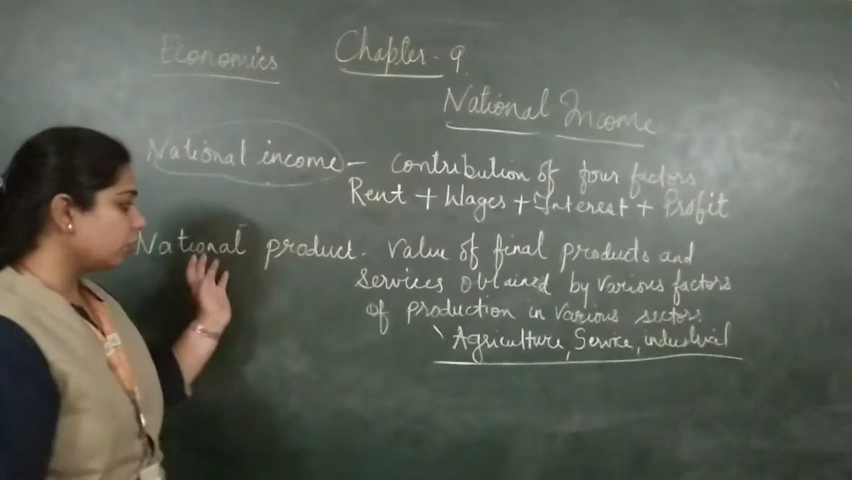 Economics Chapter - 9
National Income
National income - Contribution of four factors
Rent + Wages + Interest + Profit
National product. Value of final products and
services obtained by various factors
of production in various sectors
Agriculture, Service, industrial